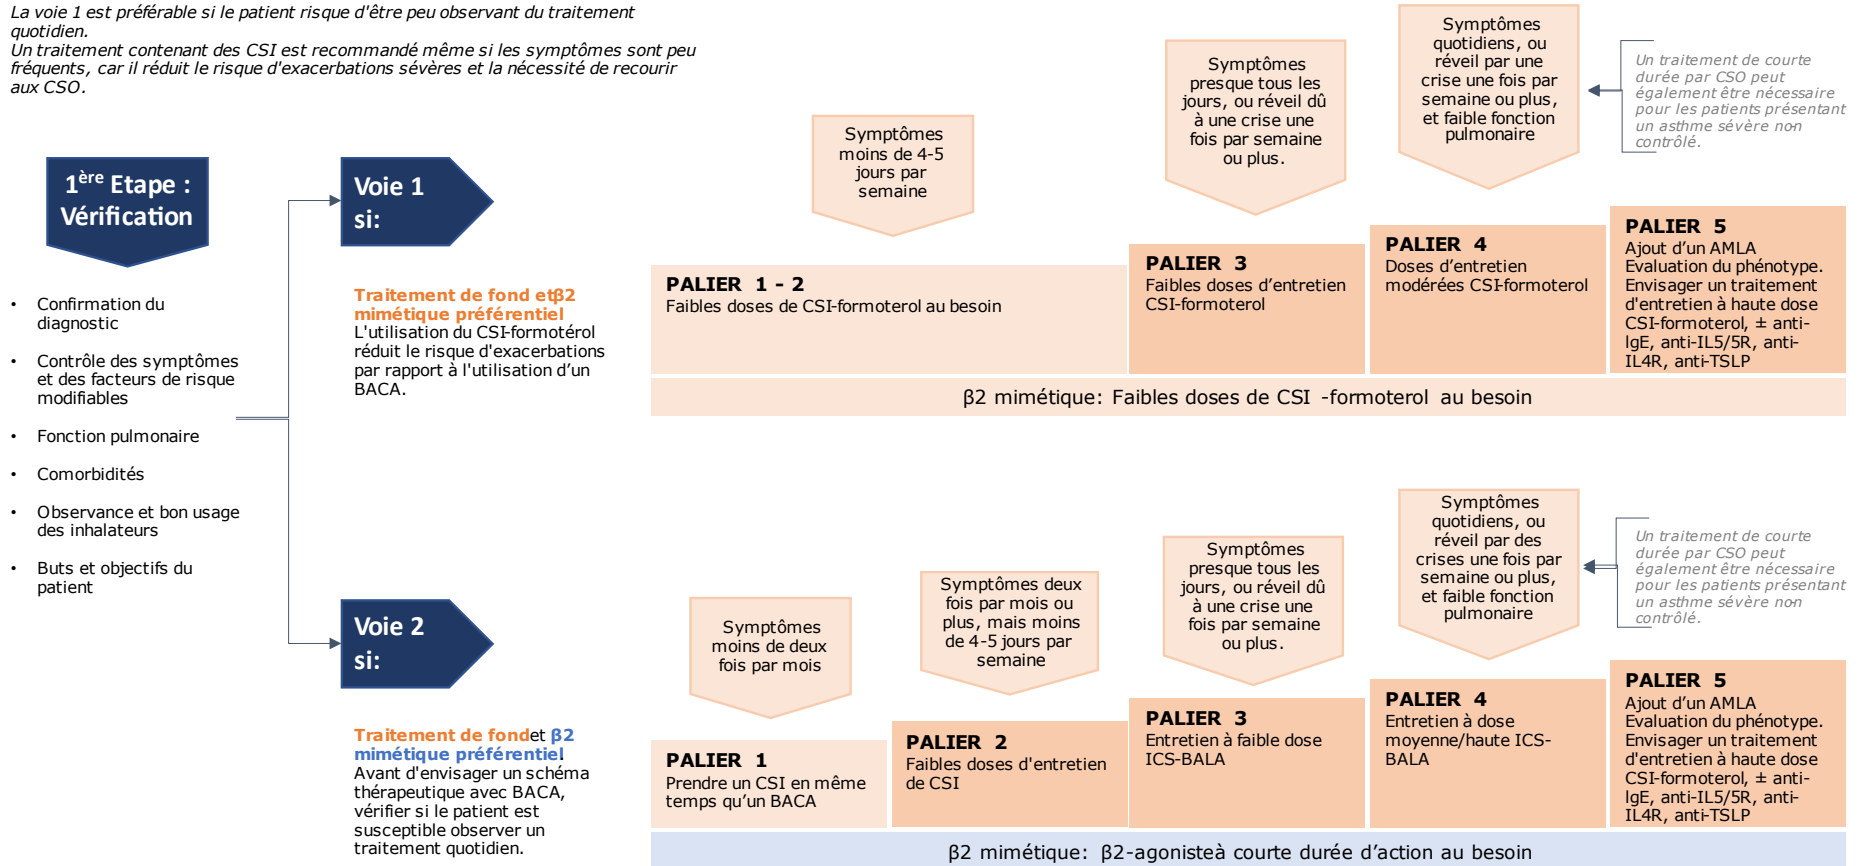 La voie 1 est préférable si le patient risque d'être peu observant du traitement
quotidien.
Un traitement contenant des CSI est recommandé même si les symptômes sont peu
fréquents, car il réduit le risque d'exacerbations sévères et la nécessité de recourir
aux CSO.
1ère Etape :
Vérification
• Confirmation du
diagnostic
• Contrôle des symptômes
et des facteurs de risque
modifiables
• Fonction pulmonaire
• Comorbidités
• Observance et bon usage
des inhalateurs
• Buts et objectifs du
patient
Voie 1
si:
Traitement de fond etβ2
mimétique préférentiel
L'utilisation du CSI-formotérol
réduit le risque d'exacerbations
par rapport à l'utilisation d’un
BACA.
Symptômes
moins de 4-5
jours par
semaine
Symptômes
presque tous les
jours, ou réveil dû
à une crise une
fois par semaine
ou plus.
Symptômes
quotidiens, ou
réveil par une
crise une fois par
semaine ou plus,
et faible fonction
pulmonaire
Un traitement de courte
durée par CSO peut
également être nécessaire
pour les patients présentant
un asthme sévère non
contrôlé.
PALIER 1 - 2
Faibles doses de CSI-formoterol au besoin
PALIER 3
Faibles doses d’entretien
CSI-formoterol
PALIER 4
Doses d’entretien
modérées CSI-formoterol
PALIER 5
Ajout d’un AMLA
Evaluation du phénotype.
Envisager un traitement
d'entretien à haute dose
CSI-formoterol, ± anti-
IgE, anti-IL5/5R, anti-
IL4R, anti-TSLP
β2 mimétique: Faibles doses de CSI -formoterol au besoin
Voie 2
si:
Traitement de fondet β2
mimétique préférentiel.
Avant d'envisager un schéma
thérapeutique avec BACA,
vérifier si le patient est
susceptible observer un
traitement quotidien.
Symptômes
moins de deux
fois par mois
Symptômes deux
fois par mois ou
plus, mais moins
de 4-5 jours par
semaine
Symptômes
presque tous les
jours, ou réveil dû
à une crise une
fois par semaine
ou plus.
Symptômes
quotidiens, ou
réveil par des
crises une fois par
semaine ou plus,
et faible fonction
pulmonaire
Un traitement de courte
durée par CSO peut
également être nécessaire
pour les patients présentant
un asthme sévère non
contrôlé.
PALIER 1
Prendre un CSI en même
temps qu’un BACA
PALIER 2
Faibles doses d'entretien
de CSI
PALIER 3
Entretien à faible dose
ICS-BALA
PALIER 4
Entretien à dose
moyenne/haute ICS-
BALA
PALIER 5
Ajout d’un AMLA
Evaluation du phénotype.
Envisager un traitement
d'entretien à haute dose
CSI-formoterol, ± anti-
IgE, anti-IL5/5R, anti-
IL4R, anti-TSLP
β2 mimétique: β2-agonisteà courte durée d’action au besoin